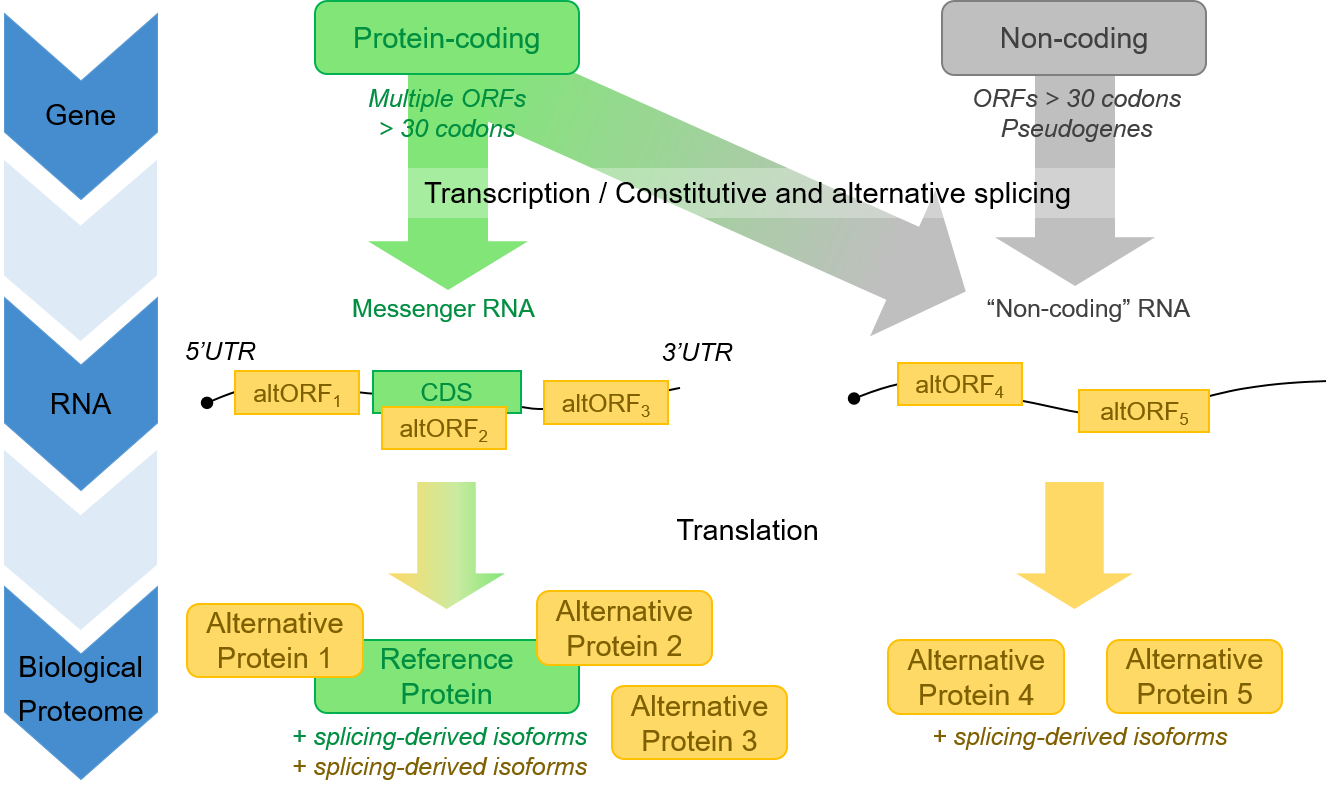 Protein-coding
Non-coding
Gene
Multiple ORFs
> 30 codons
ORFs > 30 codons
Pseudogenes
Transcription / Constitutive and alternative splicing
Messenger RNA
“Non-coding” RNA
RNA
5’UTR
3’UTR
altORF1
CDS
altORF2
altORF3
altORF4
altORF5
Translation
Biological
Proteome
Alternative
Protein 1
Reference
Protein
Alternative
Protein 2
Alternative
Protein 3
Alternative
Protein 4
Alternative
Protein 5
+ splicing-derived isoforms
+ splicing-derived isoforms
+ splicing-derived isoforms